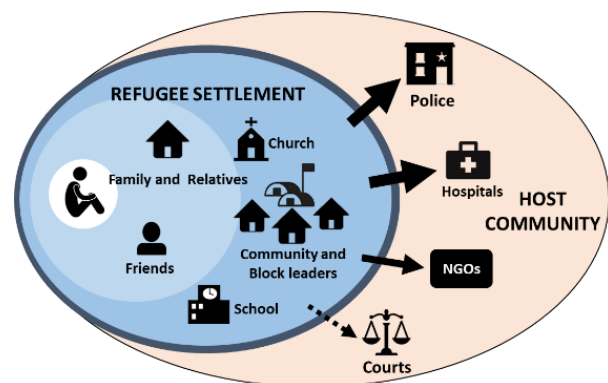 REFUGEE SETTLEMENT
Church
Family and Relatives
Friends
Community and
Block leaders
School
Police
Hospitals
HOST
COMMUNITY
NGOs
Courts